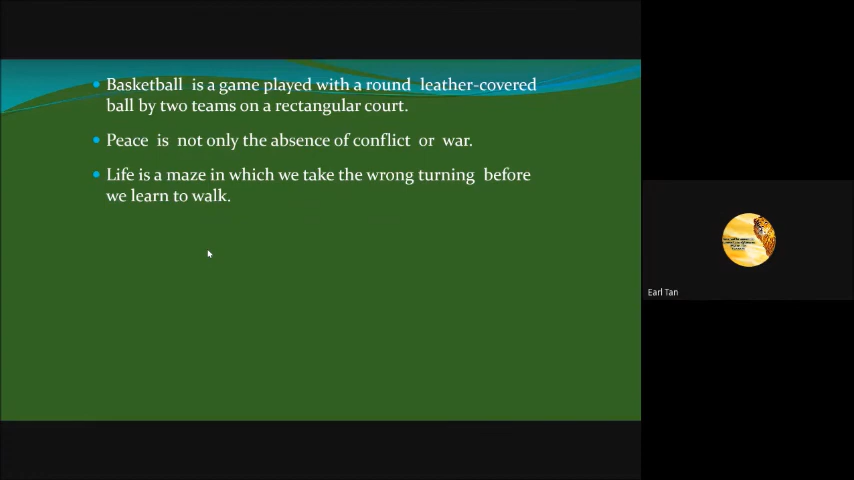 Basketball is a game played with a round leather-covered
ball by two teams on a rectangular court.
Peace is not only the absence of conflict or war.
Life is a maze in which we take the wrong turning before
we learn to walk.
Earl Tan